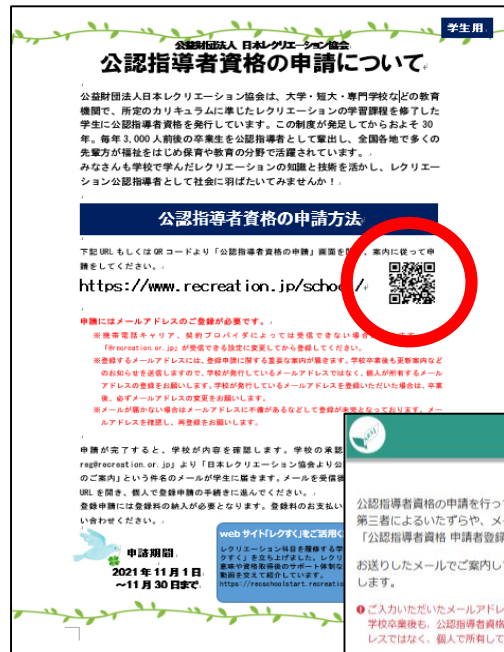 学生用
公益財団法人 日本レクリエーション協会
公認指導者資格の申請について
公益財団法人日本レクリエーション協会は、大学・短大・専門学校などの教育
機関で、所定のカリキュラムに準じたレクリエーションの学習課程を修了した
学生に公認指導者資格を発行しています。この制度が発足してからおよそ 30
年。毎年 3,000 人前後の卒業生を公認指導者として輩出し、全国各地で多くの
先輩方が福祉をはじめ保育や教育の分野で活躍されています。
みなさんも学校で学んだレクリエーションの知識と技術を活かし、レクリエー
ション公認指導者として社会に羽ばたいてみませんか！
公認指導者資格の申請方法
下記 URL もしくは QR コードより「公認指導者資格の申請」画面を開、案内に従って申
請をしてください。
https://www.recreation.jp/school/
申請にはメールアドレスのご登録が必要です。
※携帯電話キャリア、契約プロバイダによっては受信できない場合
「@recreation.or.jp」が受信できる設定に変更してから登録してください。
※登録するメールアドレスには、登録申請に関する重要な案内が届きます。学校卒業後も更新案内など
のお知らせを送信しますので、学校が発行しているメールアドレスではなく、個人が所有するメール
アドレスの登録をお願いします。学校が発行しているメールアドレスを登録いただいた場合は、卒業
後、必ずメールアドレスの変更をお願いします。
※メールが届かない場合はメールアドレスに不備があるなどして登録が未完となっております。メー
ルアドレスを確認し、再登録をお願いします。
申請が完了すると、学校が内容を確認します。学校の承認
reg@recreation.or.jp」より「日本レクリエーション協会より公
のご案内」という件名のメールが学生に届きます。メールを受信後
URL を開き、個人で登録申請の手続きに進んでください。
登録申請には登録料の納入が必要となります。登録料のお支払い
い合わせください。
申請期間
2021 年 11 月 1 日
～11 月 30 日まで
web サイト「レクすく」をご活用
レクリエーション科目を履修する学
くすく」を立ち上げました。レクリ
意味や資格取得後のサポート体制な
動画を交えて紹介しています。
https://recschoolstart.recreatio
公認指導者資格の申請を行っ
第三者によるいたずらや、メ
「公認指導者資格 申請者登録
お送りしたメールでご案内し
します。
ご入力いただいたメールアドレ
学校卒業後も、公認指導者資格
レスではなく、個人で所有して